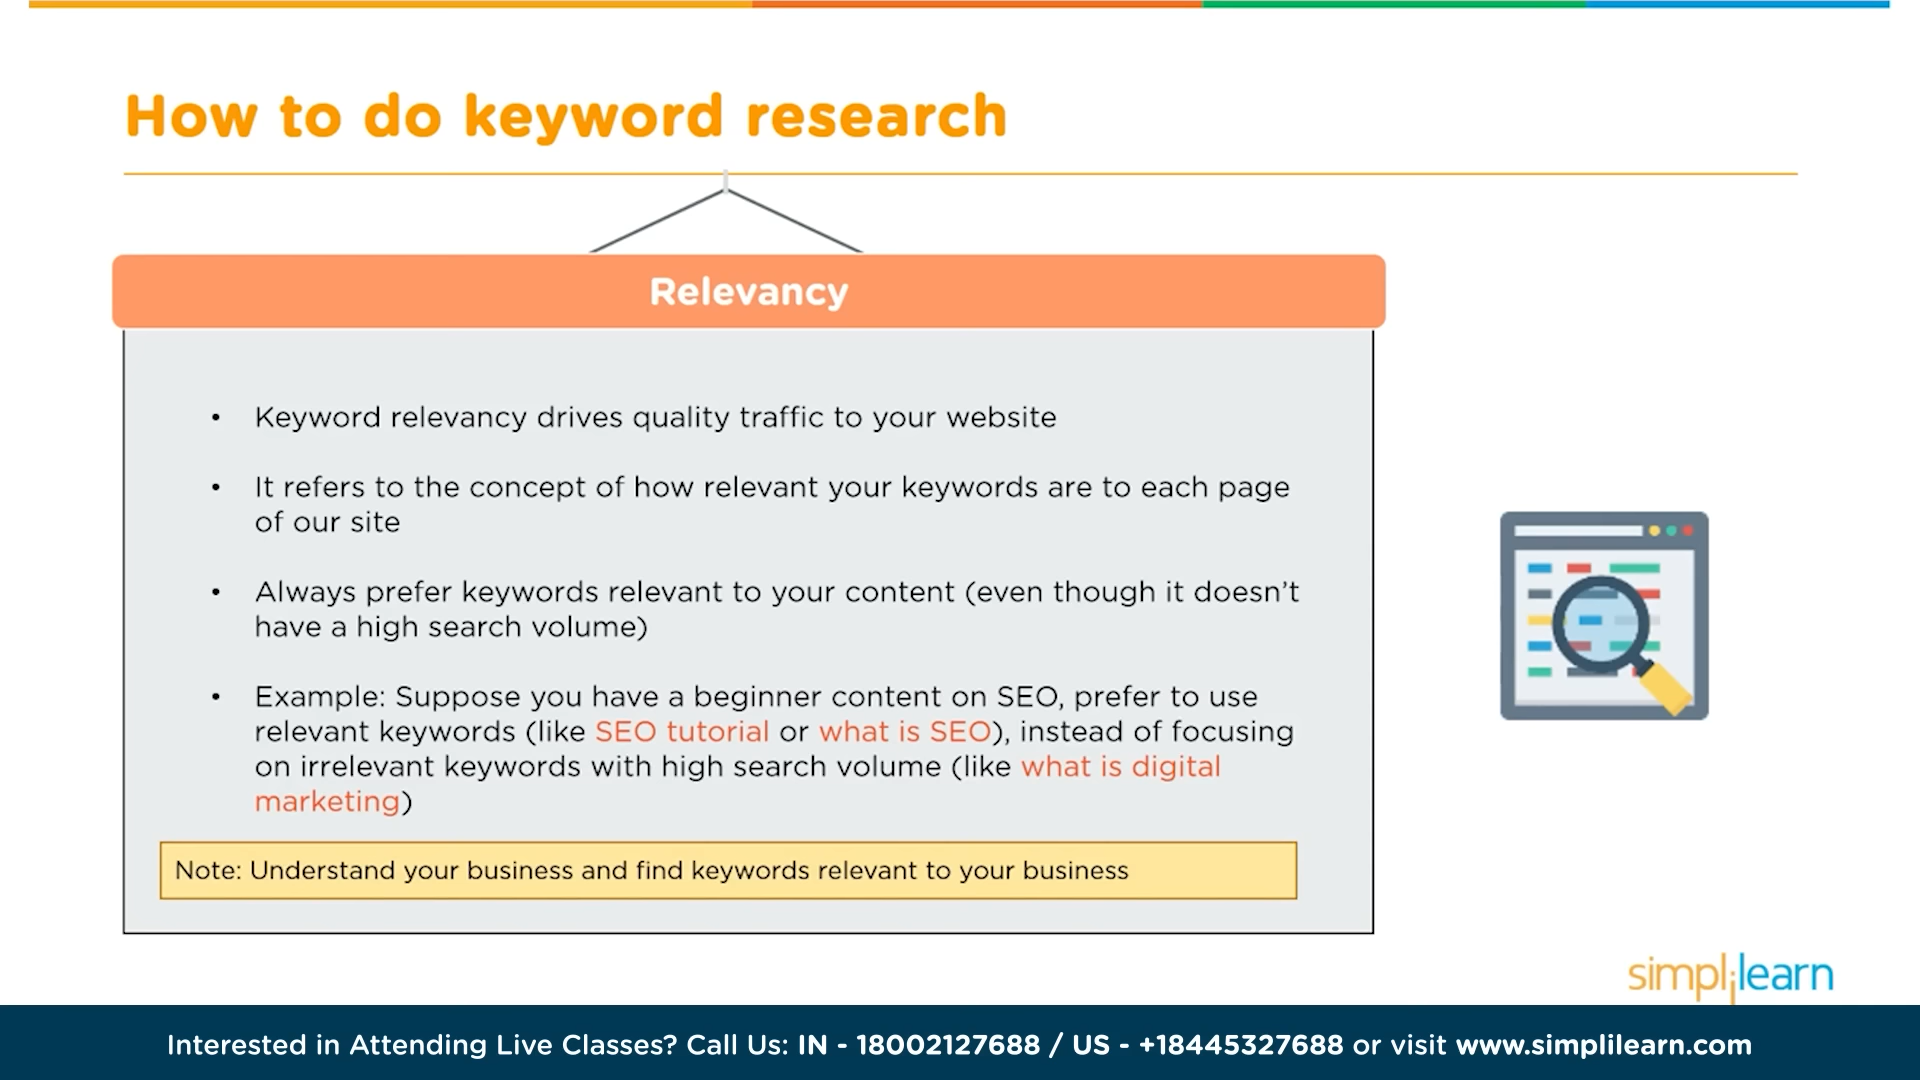 How to do keyword research
Relevancy
• Keyword relevancy drives quality traffic to your website
• It refers to the concept of how relevant your keywords are to each page
of our site
• Always prefer keywords relevant to your content (even though it doesn’t
have a high search volume)
• Example: Suppose you have a beginner content on SEO, prefer to use
relevant keywords (like SEO tutorial or what is SEO), instead of focusing
on irrelevant keywords with high search volume (like what is digital
marketing)
Note: Understand your business and find keywords relevant to your business
simplilearn
Interested in Attending Live Classes? Call Us: IN - 18002127688 / US - +18445327688 or visit www.simplilearn.com